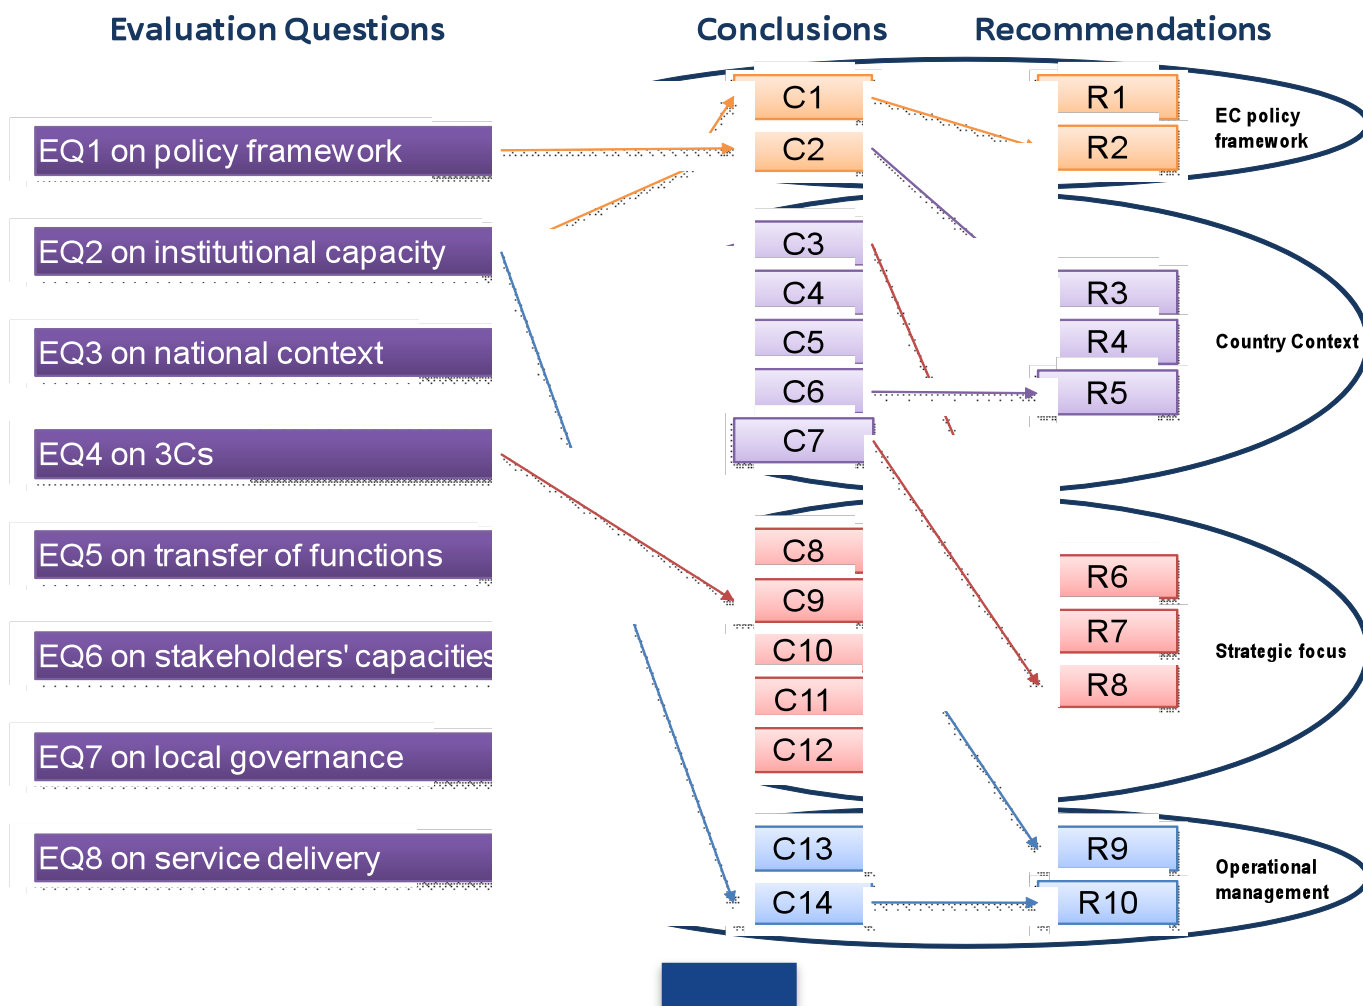 Evaluation Questions
Conclusions
Recommendations
EQ1 on policy framework
EQ2 on institutional capacity
EQ3 on national context
EQ4 on 3Cs
EQ5 on transfer of functions
EQ6 on stakeholders' capacities
EQ7 on local governance
EQ8 on service delivery
C1
C2
C3
C4
C5
C6
C7
C8
C9
C10
C11
C12
C13
C14
R1
R2
R3
R4
R5
R6
R7
R8
R9
R10
EC policy
framework
Country Context
Strategic focus
Operational
management